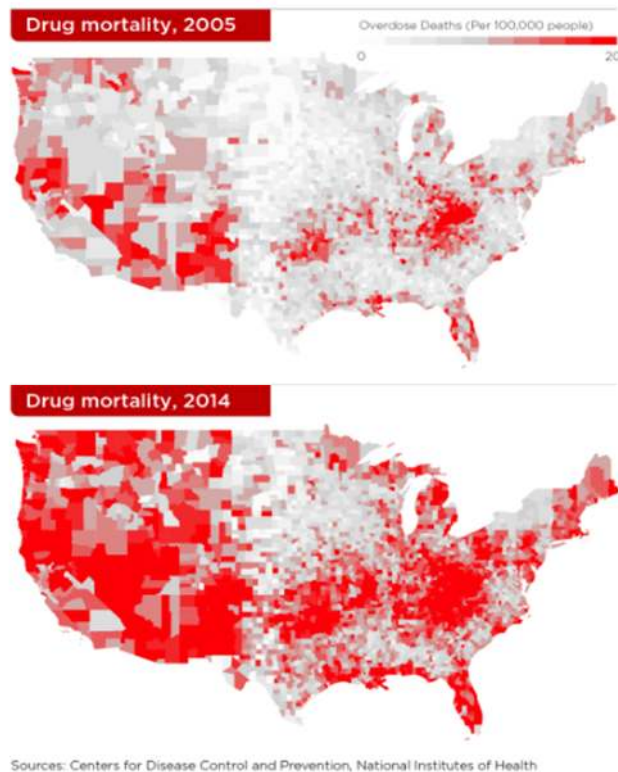 Drug mortality, 2005
Overdose Deaths (Per 100,000 people)
0 20
Drug mortality, 2014
Sources: Centers for Disease Control and Prevention, National Institutes of Health